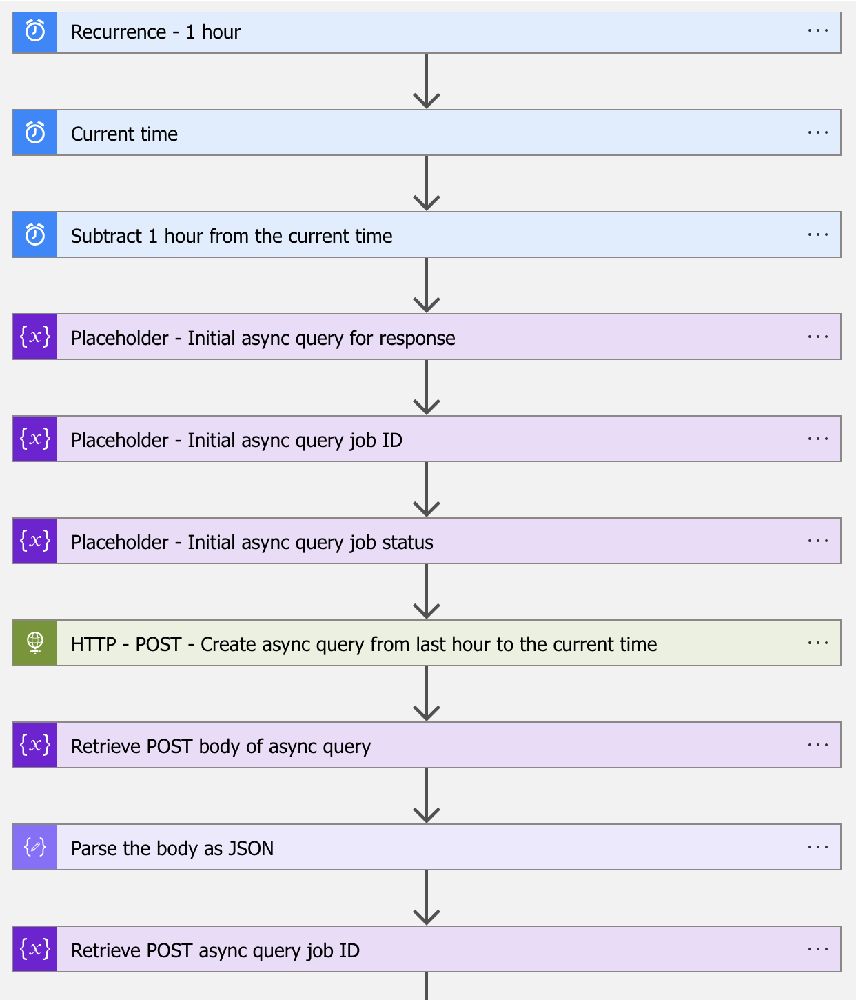 Recurrence - 1 hour
Current time
Subtract 1 hour from the current time
{x} Placeholder - Initial async query for response
{x} Placeholder - Initial async query job ID
{x} Placeholder - Initial async query job status
HTTP - POST - Create async query from last hour to the current time
{x} Retrieve POST body of async query
Parse the body as JSON
{x} Retrieve POST async query job ID